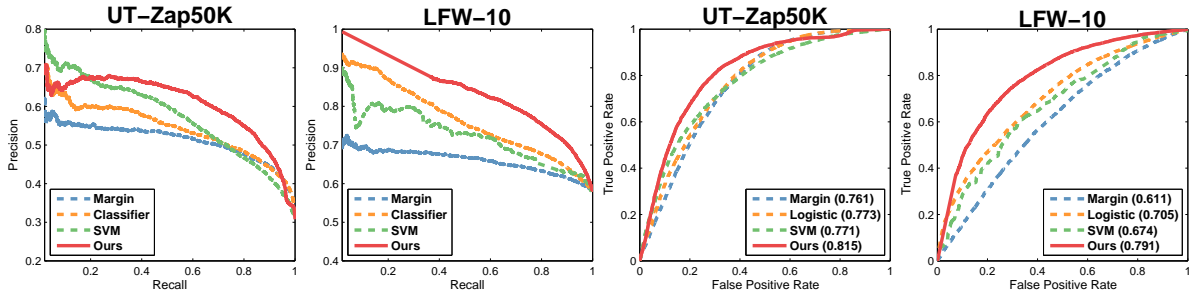 UT−Zap50K
0.8
0.7
0.6
0.5
0.4
0.3
0.2
0.2
0.4
0.6
0.8
1
Precision
Recall
Margin
Classifier
SVM
Ours
LFW−10
1
0.9
0.8
0.7
0.6
0.5
0.4
0.2
0.4
0.6
0.8
1
Precision
Recall
Margin
Classifier
SVM
Ours
UT−Zap50K
1
0.8
0.6
0.4
0.2
0
0
0.2
0.4
0.6
0.8
1
True Positive Rate
False Positive Rate
Margin (0.761)
Logistic (0.773)
SVM (0.771)
Ours (0.815)
LFW−10
1
0.8
0.6
0.4
0.2
0
0
0.2
0.4
0.6
0.8
1
True Positive Rate
False Positive Rate
Margin (0.611)
Logistic (0.705)
SVM (0.674)
Ours (0.791)